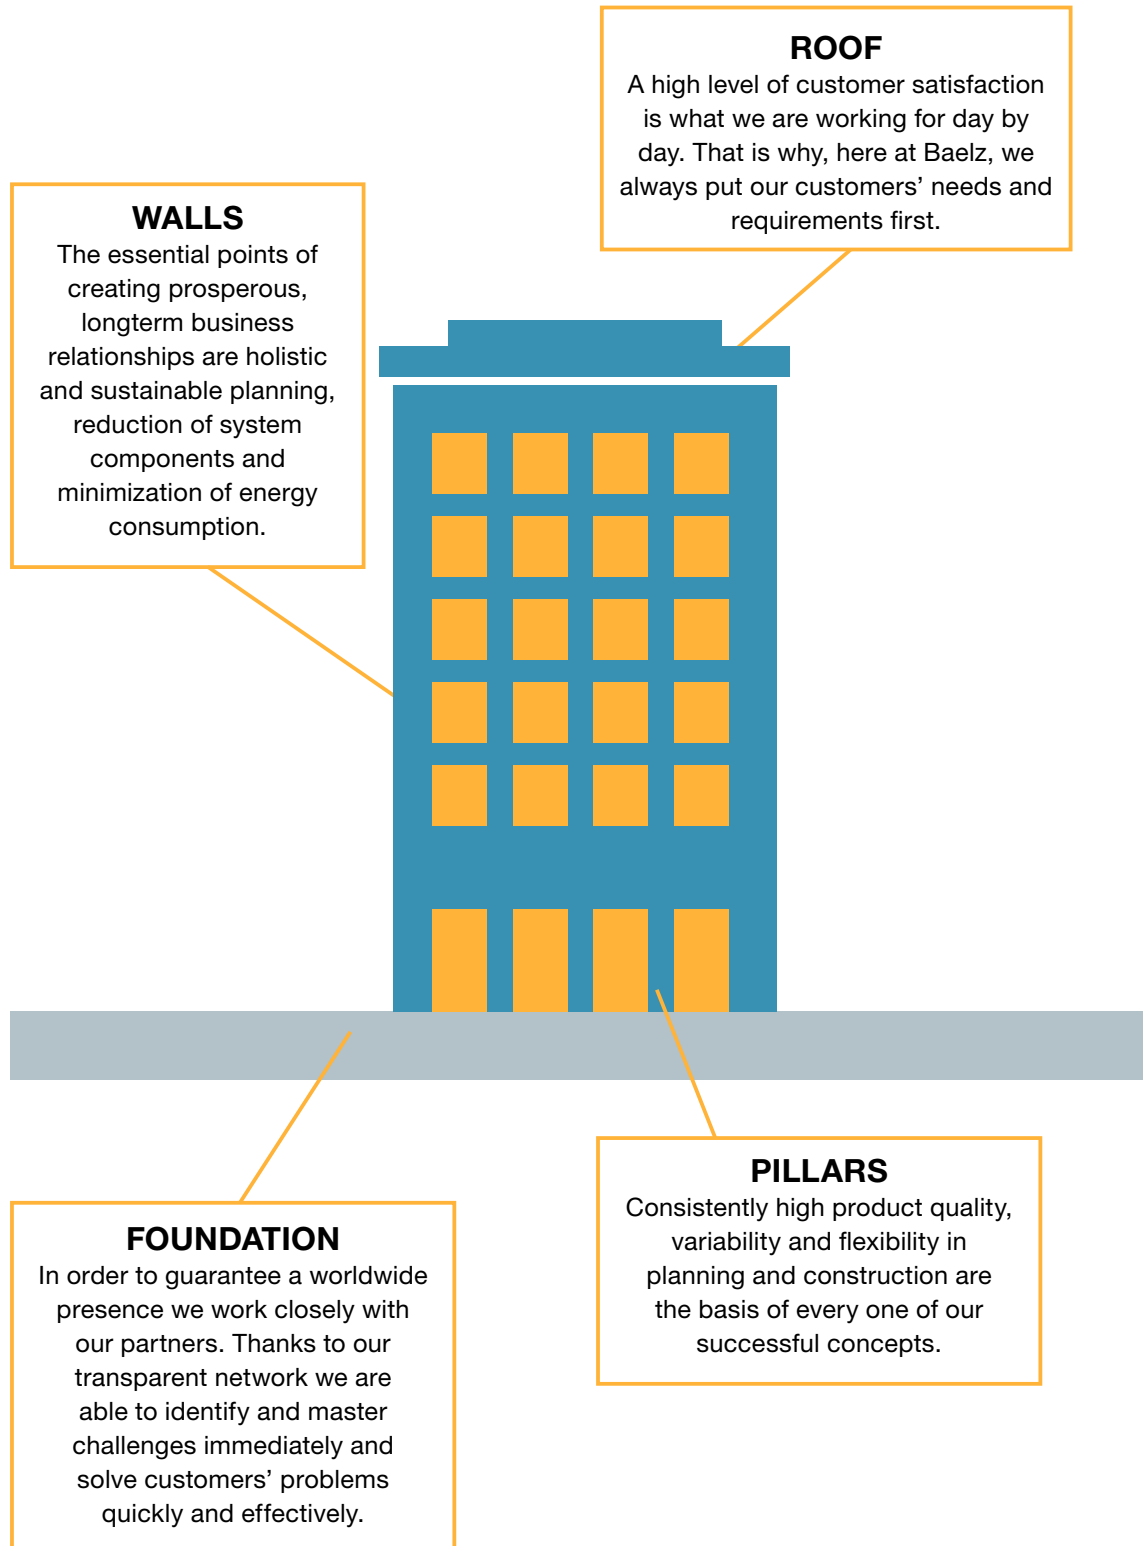 ROOF
A high level of customer satisfaction
is what we are working for day by
day. That is why, here at Baelz, we
always put our customers’ needs and
requirements first.
WALLS
The essential points of
creating prosperous,
longterm business
relationships are holistic
and sustainable planning,
reduction of system
components and
minimization of energy
consumption.
PILLARS
Consistently high product quality,
variability and flexibility in
planning and construction are
the basis of every one of our
successful concepts.
FOUNDATION
In order to guarantee a worldwide
presence we work closely with
our partners. Thanks to our
transparent network we are
able to identify and master
challenges immediately and
solve customers’ problems
quickly and effectively.